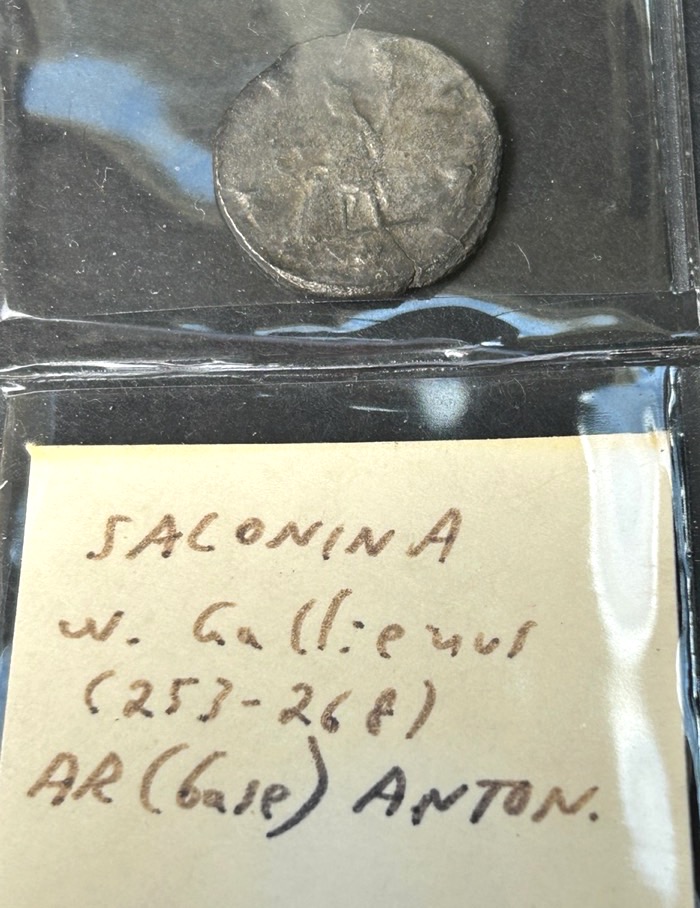 SALONINA
w. Gallienus
(253-268)
AR (base) ANTON.